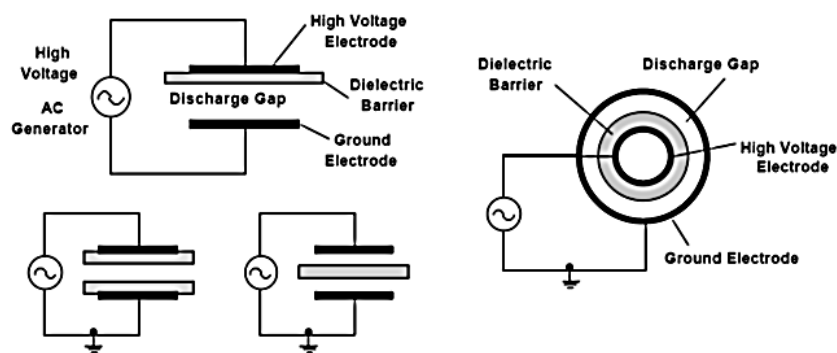 High Voltage
Electrode
High
Voltage
AC
Generator
Dielectric
Barrier
Discharge Gap
Ground
Electrode
Dielectric
Barrier
Discharge Gap
High Voltage
Electrode
Ground Electrode